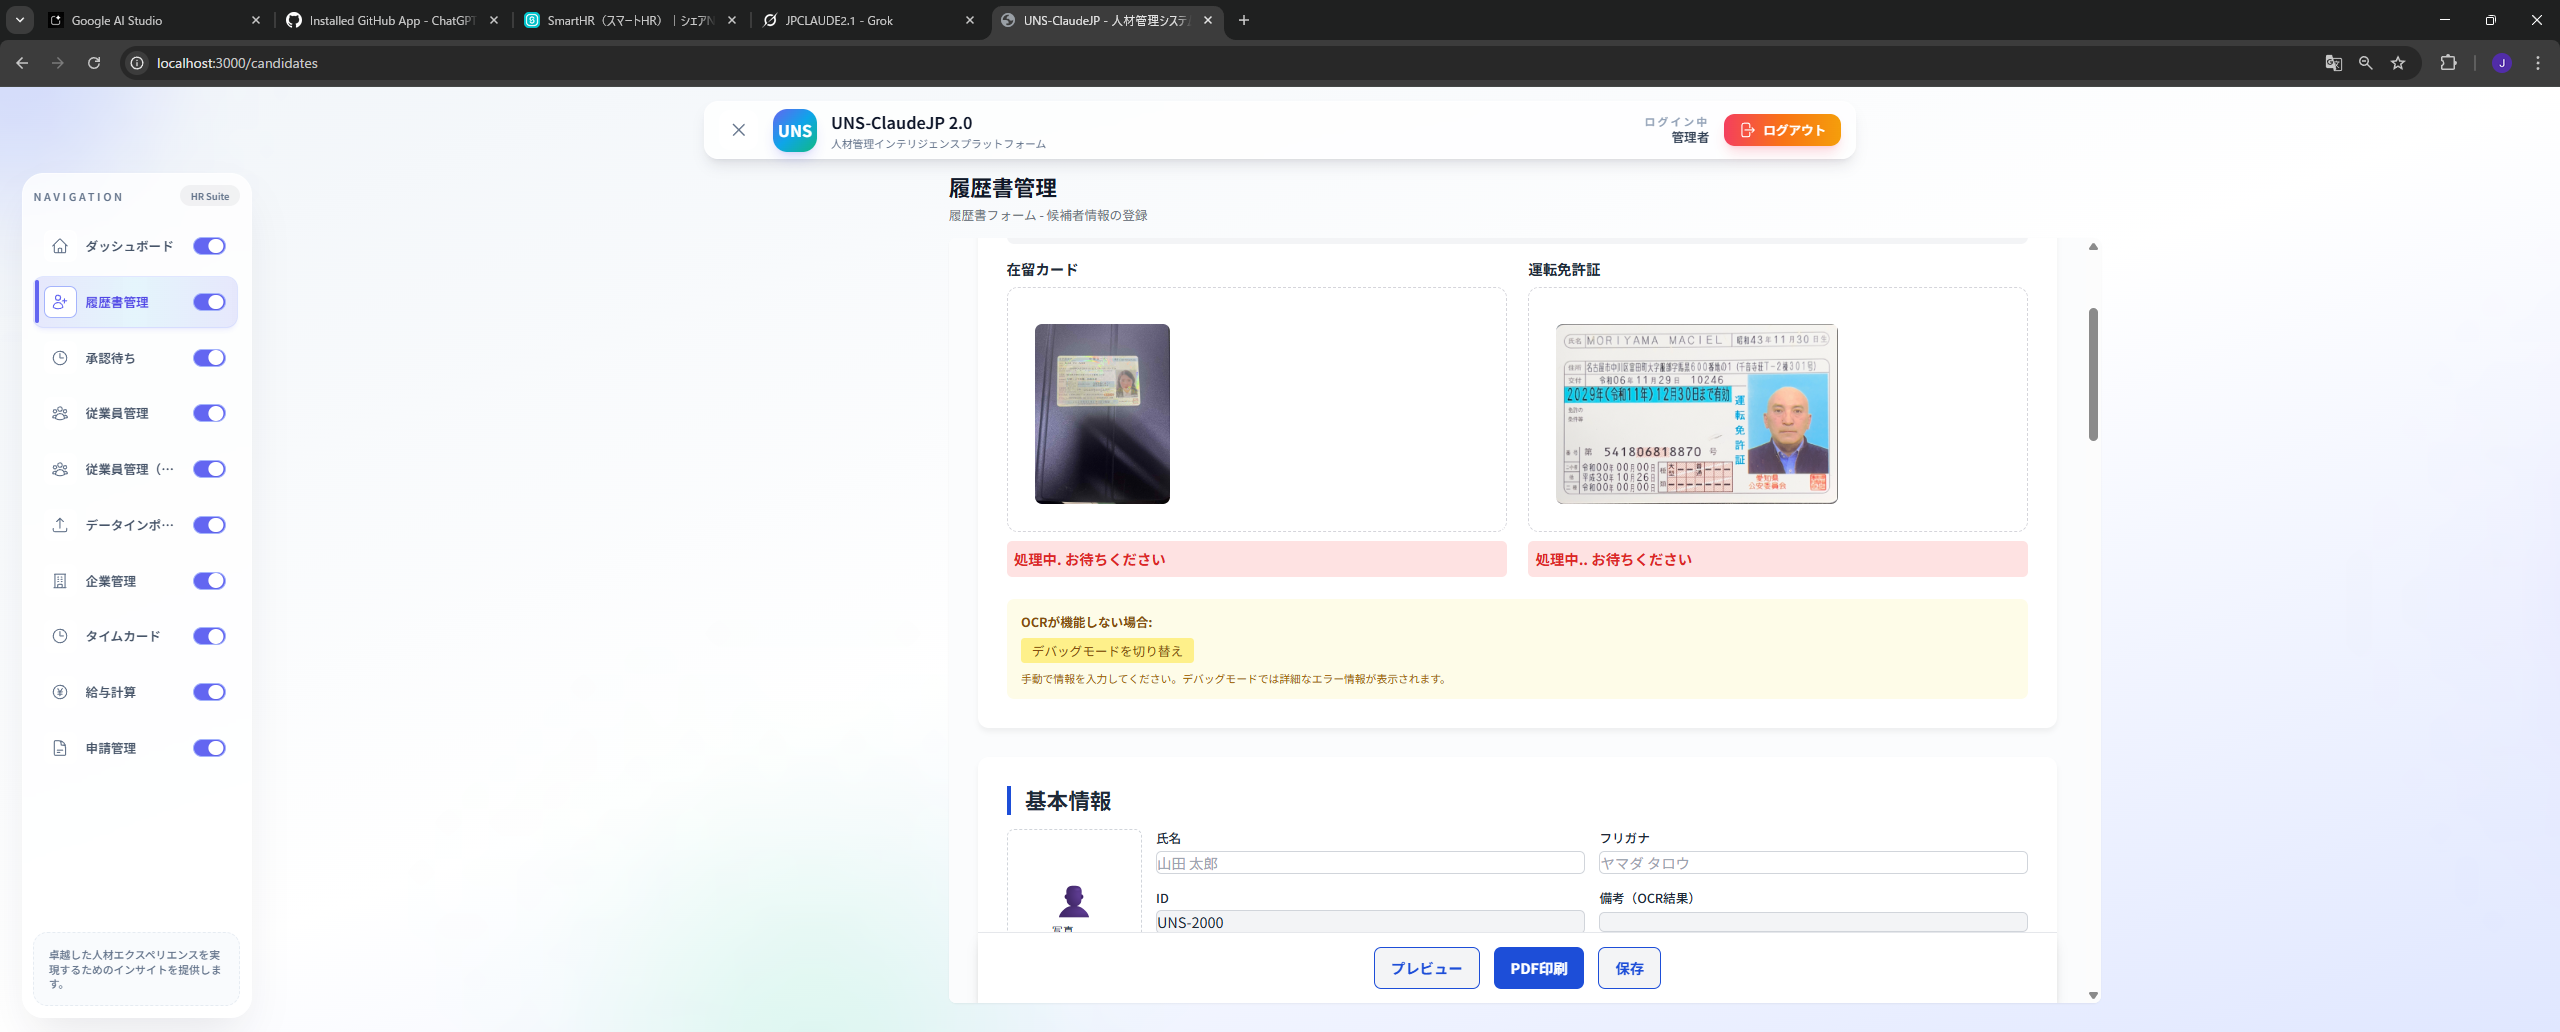 Google AI Studio
Installed GitHub App - ChatGPT
SmartHR（スマートHR）｜シェアN
JPCLAUDE2.1 - Grok
UNS-ClaudeJP - 人材管理システ
localhost:3000/candidates
J
UNS
UNS-ClaudeJP 2.0
人材管理インテリジェンスプラットフォーム
ログイン中
管理者
ログアウト
NAVIGATION
HR Suite
ダッシュボード
履歴書管理
承認待ち
従業員管理
従業員管理（…
データインポ…
企業管理
タイムカード
給与計算
申請管理
卓越した人材エクスペリエンスを実
現するためのインサイトを提供しま
す。
履歴書管理
履歴書フォーム - 候補者情報の登録
在留カード
運転免許証
氏名 MORIYAMA MACIEL 昭和43年11月30日生
住所 名古屋市中川区富田町大字服部字鳥居600番地の1 (千音寺荘T-2棟301号)
交付 令和06年11月29日 10246
2029年(令和11年)12月30日まで有効
免許の
条件等
運転免許証
番号 第 541806818870 号
令和00年00月00日
平成30年10月26日
令和00年00月00日
愛知県
公安委員会
処理中. お待ちください
処理中.. お待ちください
OCRが機能しない場合:
デバッグモードを切り替え
手動で情報を入力してください。デバッグモードでは詳細なエラー情報が表示されます。
基本情報
写真
氏名
山田 太郎
フリガナ
ヤマダ タロウ
ID
UNS-2000
備考（OCR結果）
プレビュー
PDF印刷
保存